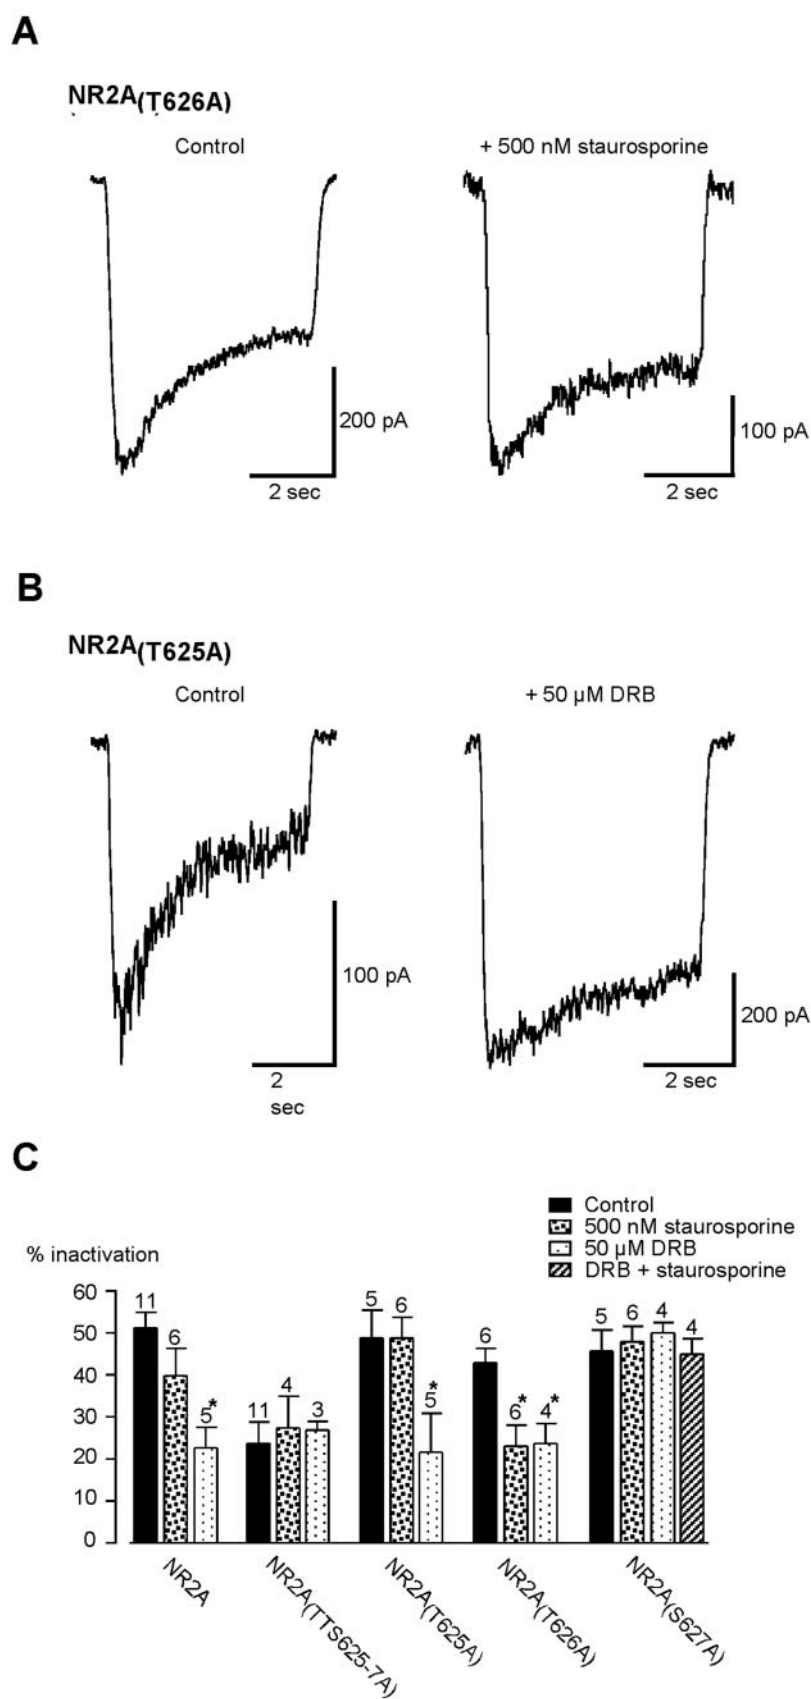 A
NR2A(T626A)
Control
+ 500 nM staurosporine
200 pA
100 pA
2 sec
2 sec
B
NR2A(T625A)
Control
+ 50 µM DRB
100 pA
200 pA
2
sec
2 sec
C
Control
500 nM staurosporine
50 µM DRB
DRB + staurosporine
% inactivation
60
50
40
30
20
10
0
11
6
5*
11
4
3
5
6
*
5
6
6*
4*
5
6
4
4
NR2A
NR2A(TTS625-7A)
NR2A(T625A)
NR2A(T626A)
NR2A(S627A)